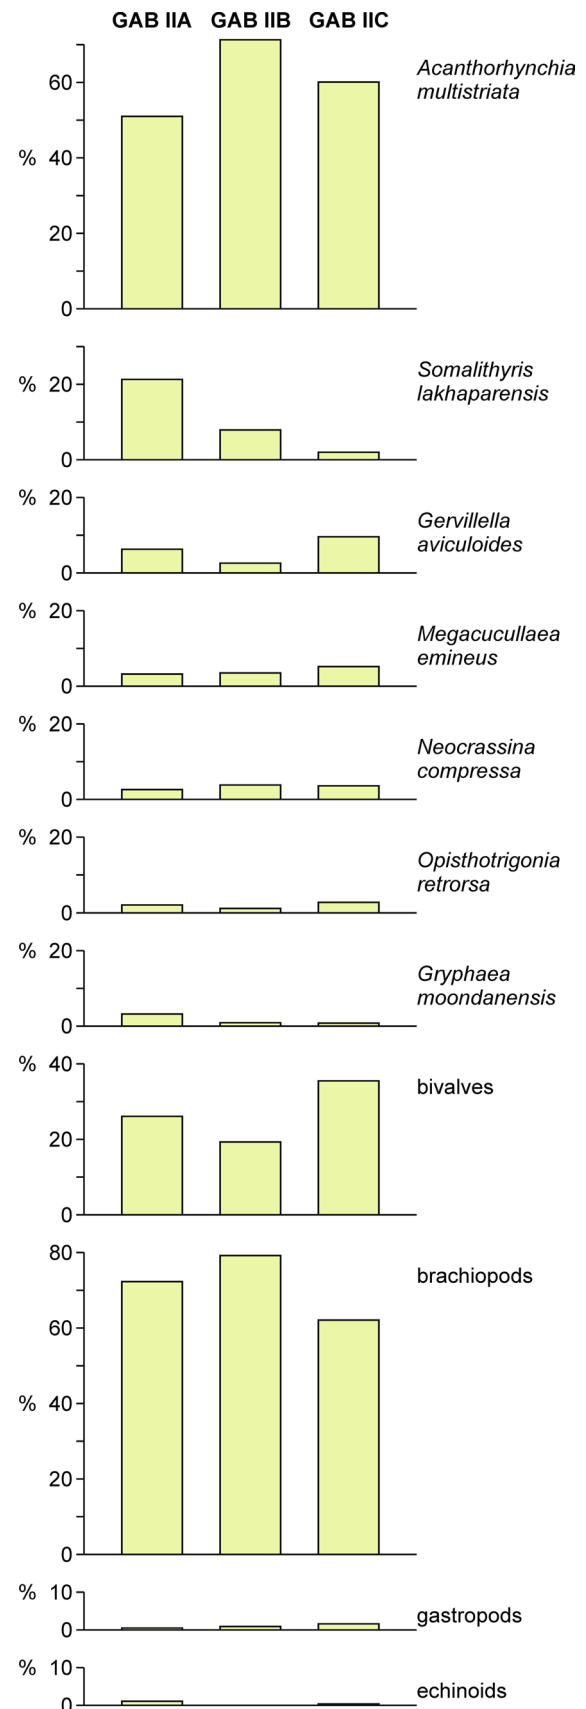 GAB IIA GAB IIB GAB IIC
Acanthorhynchia
multistriata
60
% 40
20
0
Somalithyris
lakhaparensis
% 20
0
% 20
Gervillella
aviculoides
0
% 20
Megacucullaea
emineus
0
% 20
Neocrassina
compressa
0
% 20
Opisthotrigonia
retrorsa
0
% 20
Gryphaea
moondanensis
0
% 40
bivalves
20
0
80
brachiopods
60
% 40
20
0
% 10
gastropods
0
% 10
echinoids
0